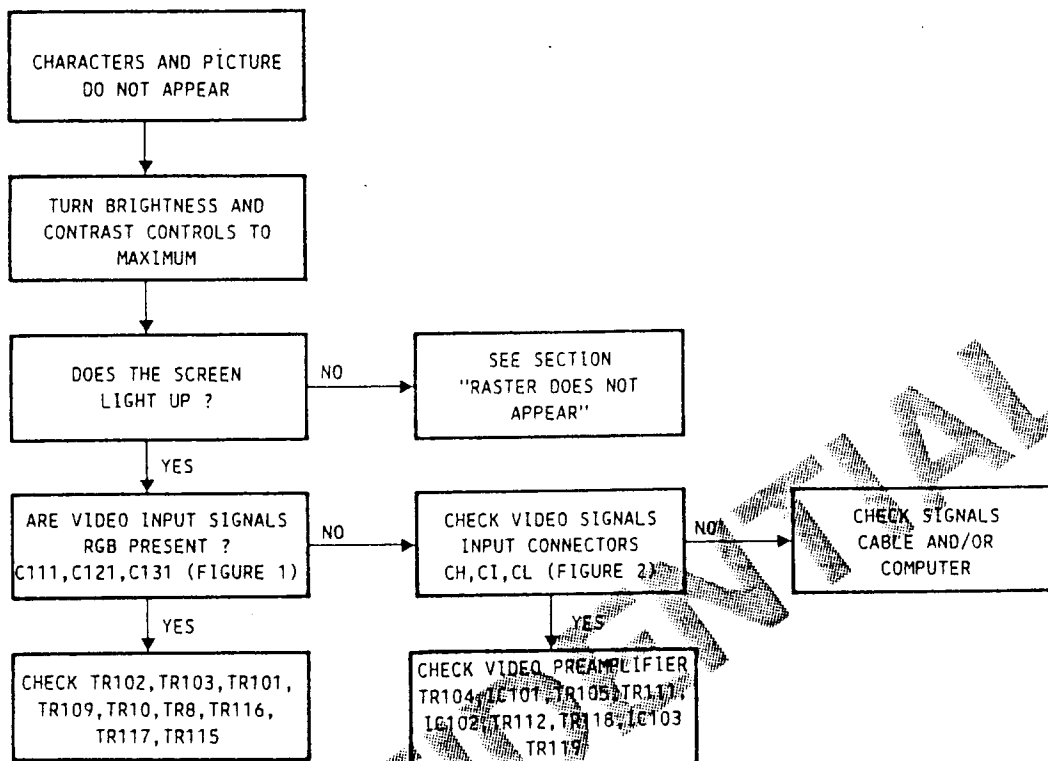 CHARACTERS AND PICTURE
DO NOT APPEAR
TURN BRIGHTNESS AND
CONTRAST CONTROLS TO
MAXIMUM
DOES THE SCREEN
LIGHT UP ?
NO
SEE SECTION
"RASTER DOES NOT
APPEAR"
YES
ARE VIDEO INPUT SIGNALS
RGB PRESENT ?
C111,C121,C131 (FIGURE 1)
NO
CHECK VIDEO SIGNALS
INPUT CONNECTORS
CH,CI,CL (FIGURE 2)
NO
CHECK SIGNALS
CABLE AND/OR
COMPUTER
YES
YES
CHECK TR102,TR103,TR101,
TR109,TR10,TR8,TR116,
TR117,TR115
CHECK VIDEO PREAMPLIFIER
TR104,IC101,TR105,TR111,
IC102,TR112,TR118,IC103
TR119
NTIAL